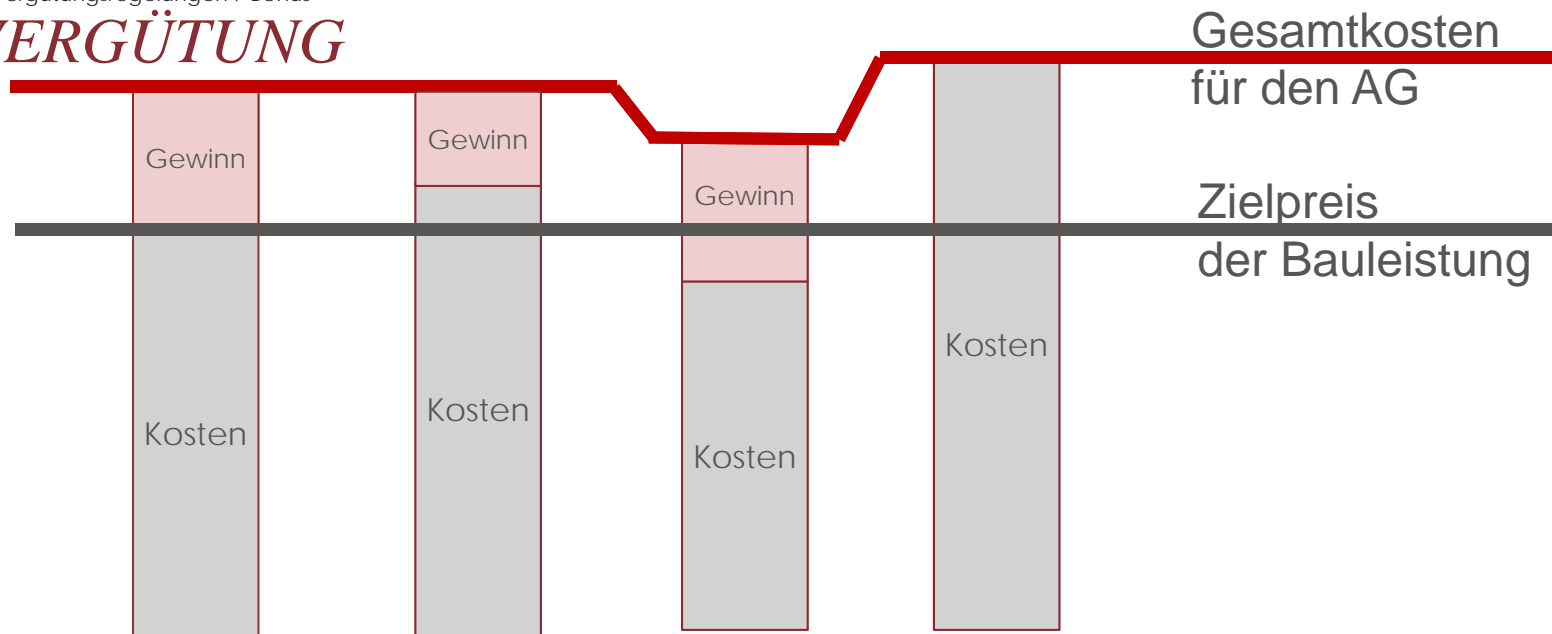 VERGÜTUNG
Gesamtkosten
für den AG
Gewinn
Gewinn
Gewinn
Zielpreis
der Bauleistung
Kosten
Kosten
Kosten
Kosten